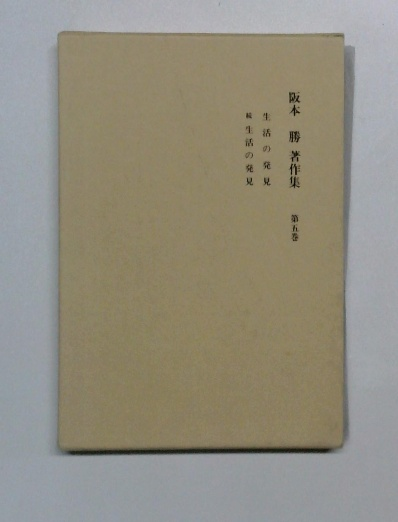 阪本 勝 著作集 第五巻
生活の発見
続 生活の発見